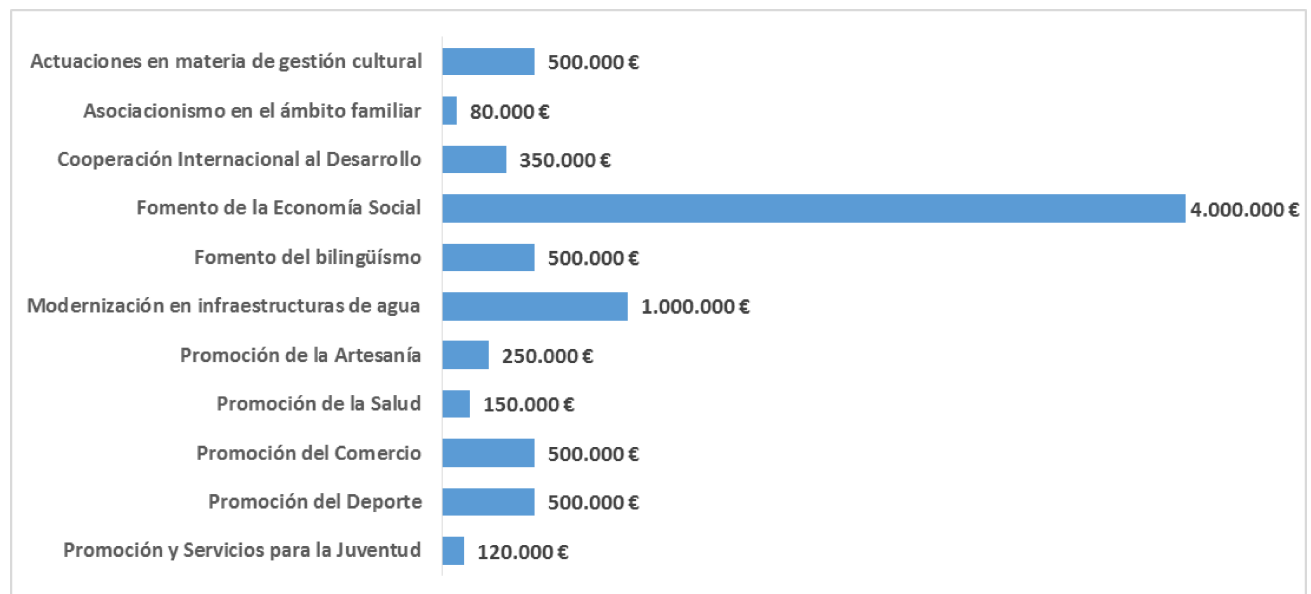 Actuaciones en materia de gestión cultural 500.000 €
Asociacionismo en el ámbito familiar 80.000 €
Cooperación Internacional al Desarrollo 350.000 €
Fomento de la Economía Social 4.000.000 €
Fomento del bilingüísmo 500.000 €
Modernización en infraestructuras de agua 1.000.000 €
Promoción de la Artesanía 250.000 €
Promoción de la Salud 150.000 €
Promoción del Comercio 500.000 €
Promoción del Deporte 500.000 €
Promoción y Servicios para la Juventud 120.000 €